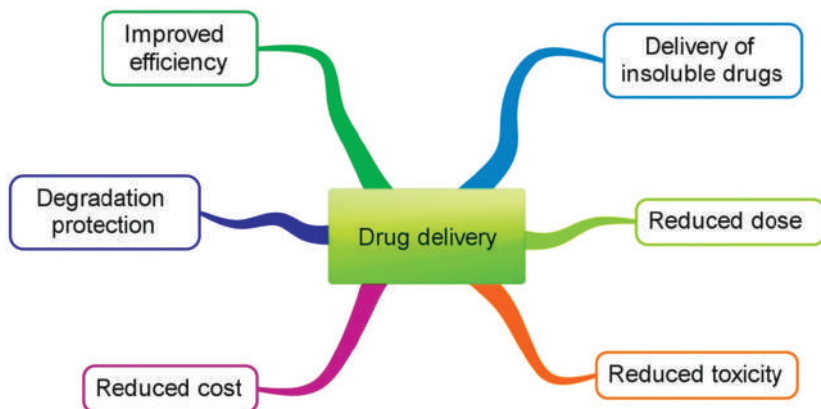 Improved
efficiency
Delivery of
insoluble drugs
Degradation
protection
Drug delivery
Reduced dose
Reduced cost
Reduced toxicity